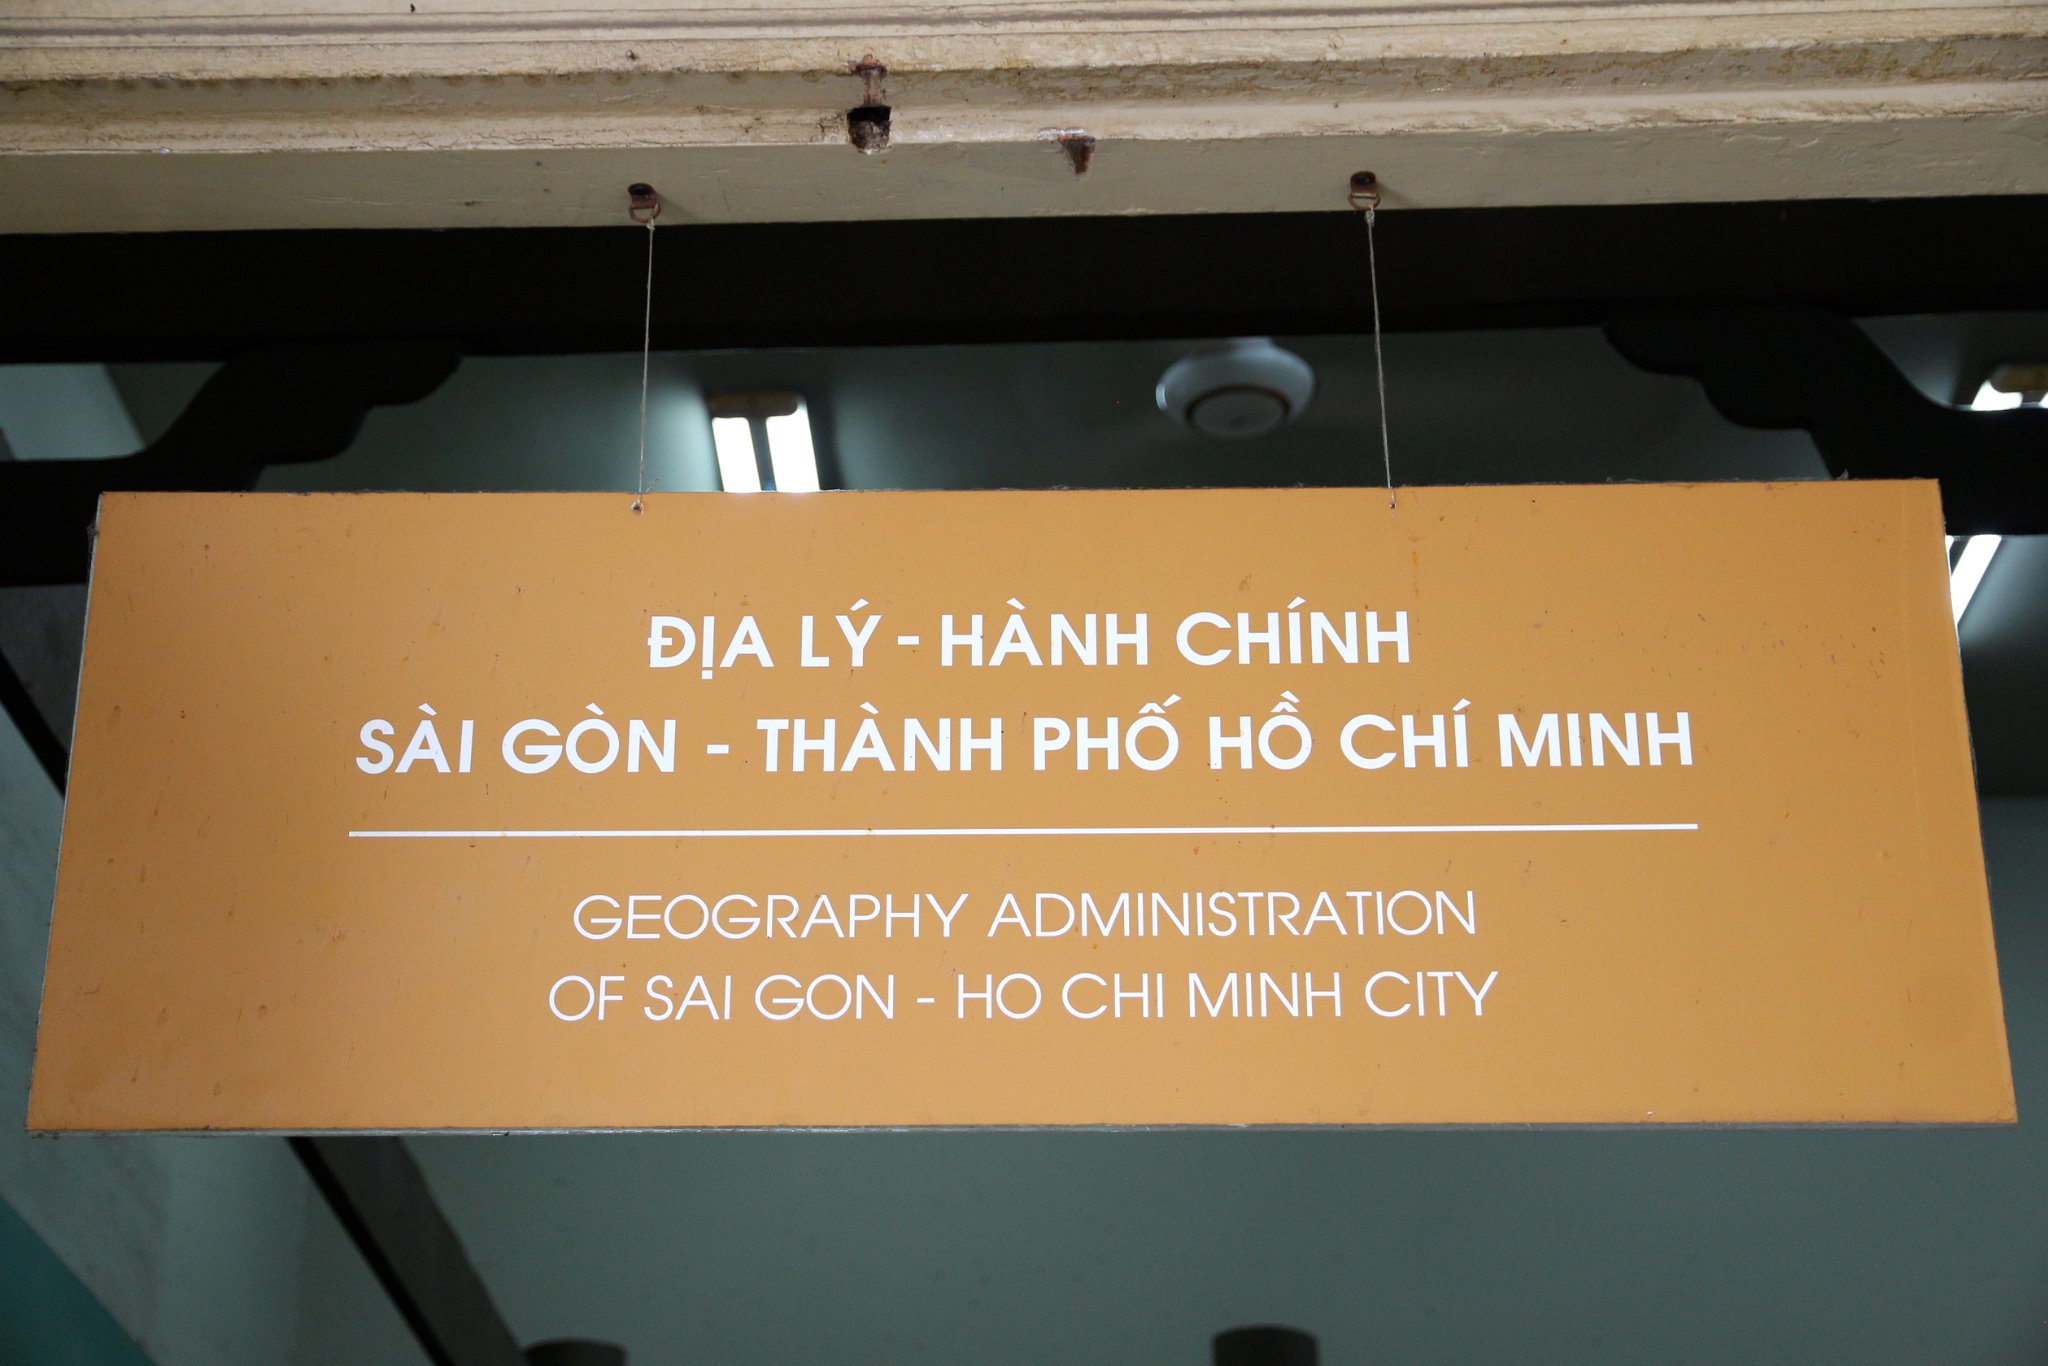 ĐỊA LÝ - HÀNH CHÍNH
SÀI GÒN - THÀNH PHỐ HỒ CHÍ MINH
GEOGRAPHY ADMINISTRATION
OF SAI GON - HO CHI MINH CITY